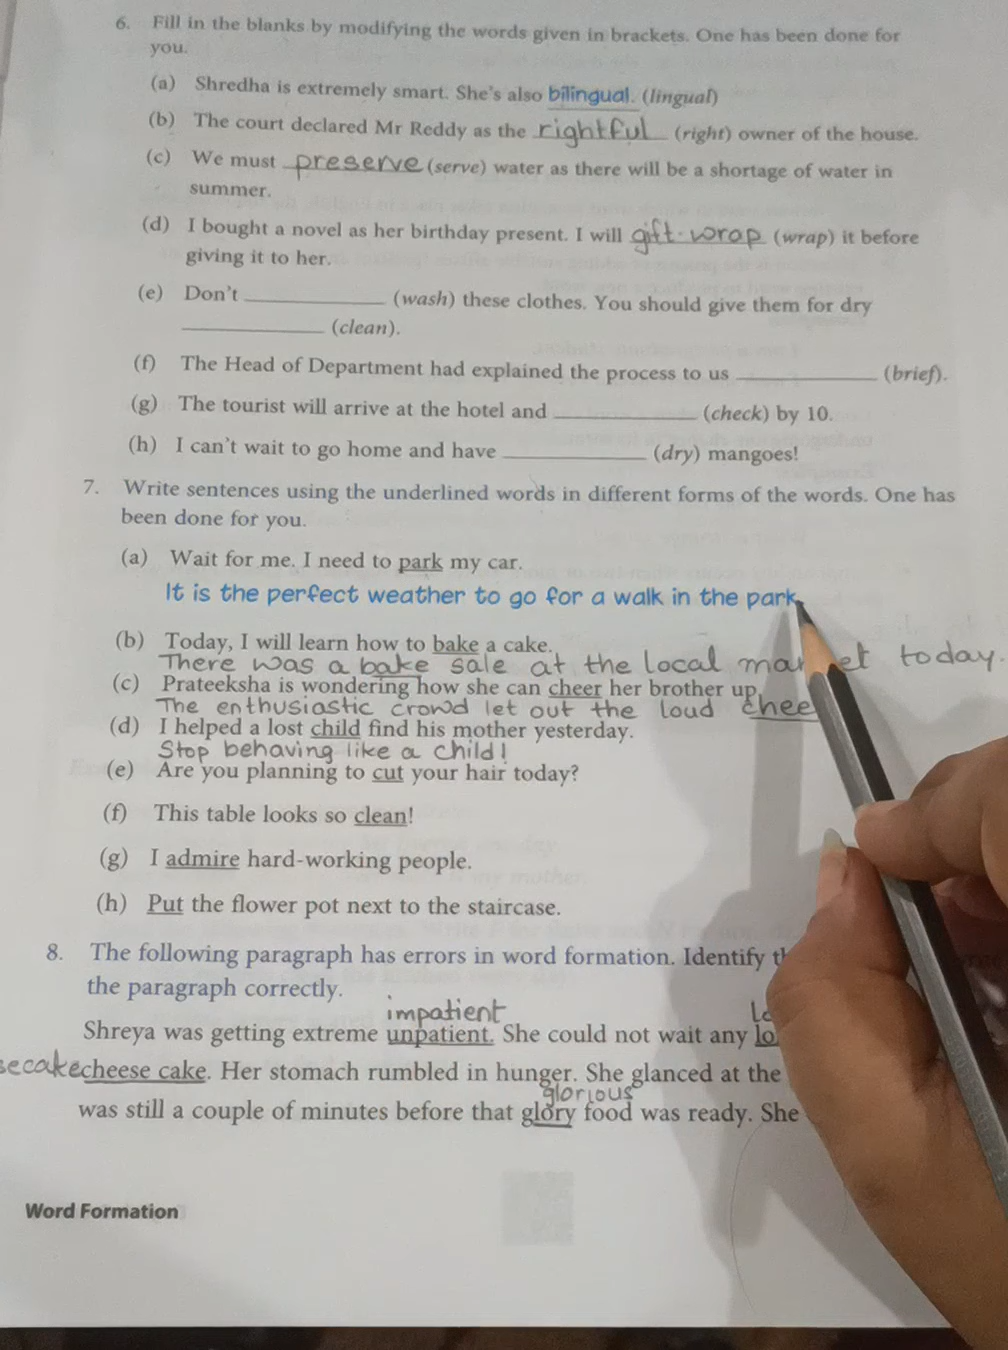 6. Fill in the blanks by modifying the words given in brackets. One has been done for
you.
(a) Shredha is extremely smart. She's also bilingual. (lingual)
(b) The court declared Mr Reddy as the rightful (right) owner of the house.
(c) We must preserve (serve) water as there will be a shortage of water in
summer.
(d) I bought a novel as her birthday present. I will gift-wrap (wrap) it before
giving it to her.
(e) Don't ____________ (wash) these clothes. You should give them for dry
____________ (clean).
(f) The Head of Department had explained the process to us ____________ (brief).
(g) The tourist will arrive at the hotel and ____________ (check) by 10.
(h) I can't wait to go home and have ____________ (dry) mangoes!
7. Write sentences using the underlined words in different forms of the words. One has
been done for you.
(a) Wait for me. I need to park my car.
It is the perfect weather to go for a walk in the park
(b) Today, I will learn how to bake a cake.
There was a bake sale at the local today.
(c) Prateeksha is wondering how she can cheer her brother up.
The enthusiastic crowd let out the loud
(d) I helped a lost child find his mother yesterday.
Stop behaving like a child!
(e) Are you planning to cut your hair today?
(f) This table looks so clean!
(g) I admire hard-working people.
(h) Put the flower pot next to the staircase.
8. The following paragraph has errors in word formation. Identify
the paragraph correctly.
impatient
Shreya was getting extreme unpatient. She could not wait any
cheese cake. Her stomach rumbled in hunger. She glanced at the
glorious
was still a couple of minutes before that glory food was ready. She
Word Formation